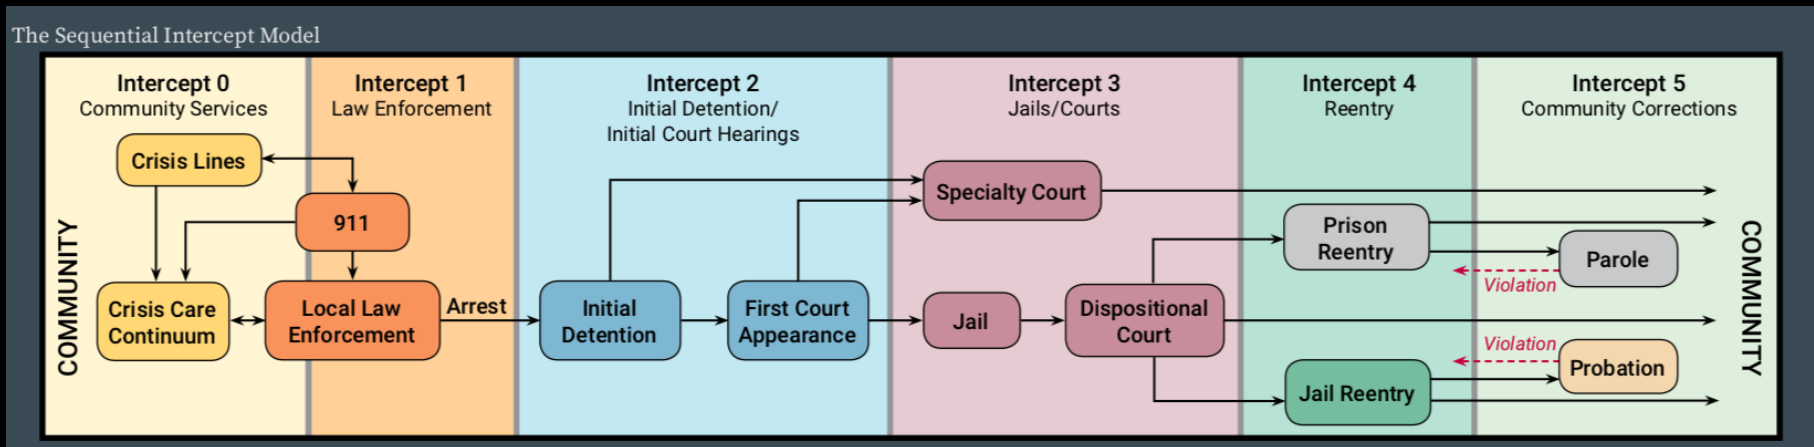 The Sequential Intercept Model
Intercept 0
Community Services
Intercept 1
Law Enforcement
Intercept 2
Initial Detention/
Initial Court Hearings
Intercept 3
Jails/Courts
Intercept 4
Reentry
Intercept 5
Community Corrections
COMMUNITY
Crisis Lines
911
Crisis Care
Continuum
Local Law
Enforcement
Arrest
Initial
Detention
First Court
Appearance
Specialty Court
Jail
Dispositional
Court
Prison
Reentry
Parole
Violation
Violation
Probation
Jail Reentry
COMMUNITY